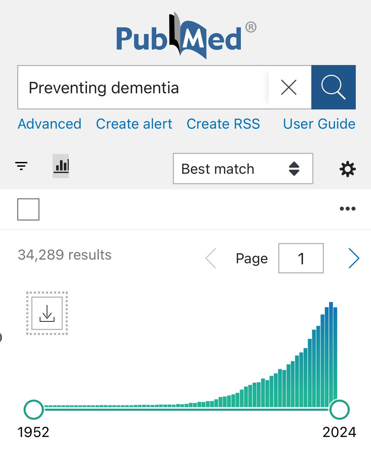 PubMed®
Preventing dementia
Advanced Create alert Create RSS User Guide
Best match
34,289 results
Page 1
1952 2024